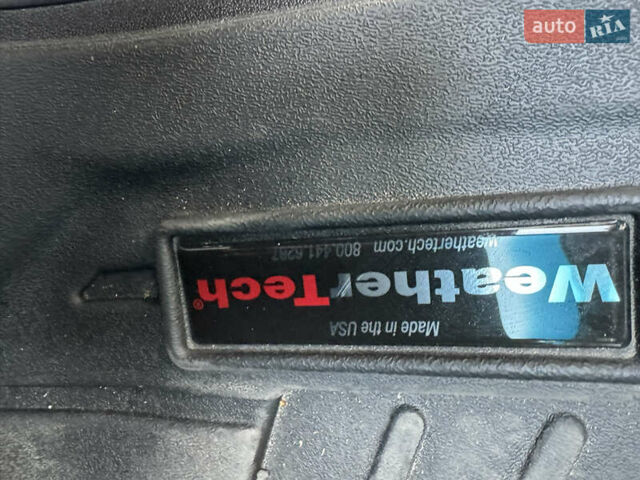 auto RIA
Made in the USA
WeatherTech®
weathertech.com 800.441.6287